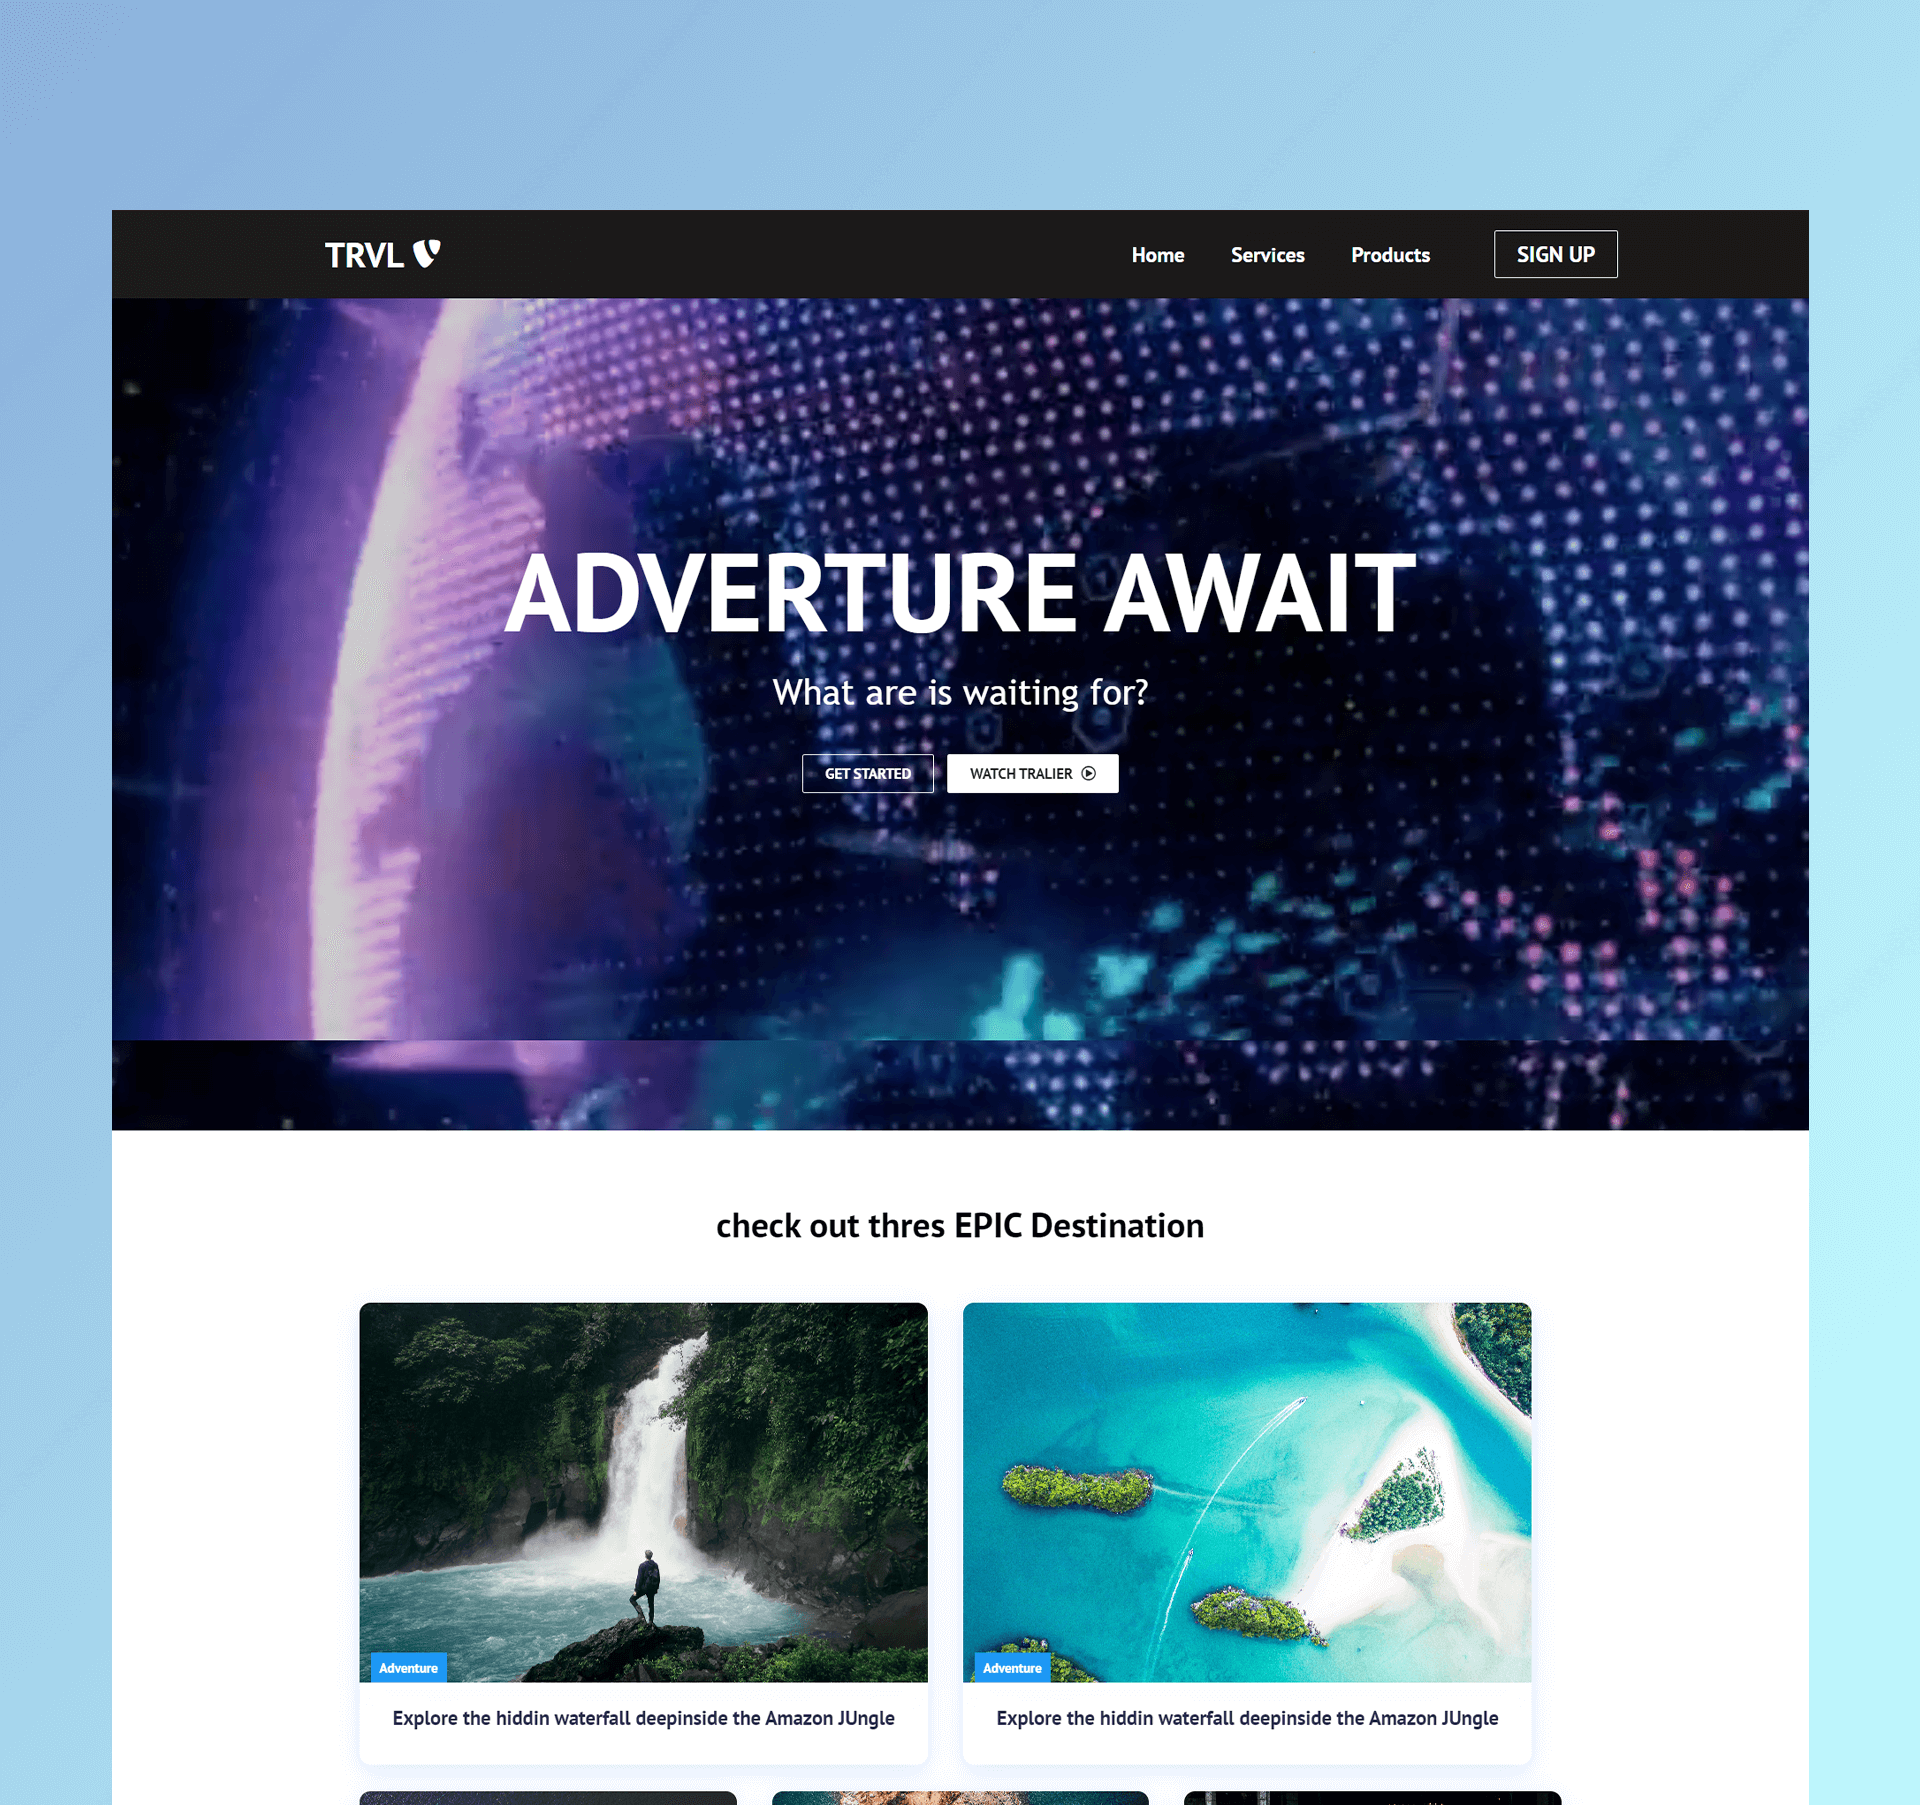 TRVL
Home Services Products SIGN UP
ADVERTURE AWAIT
What are is waiting for?
GET STARTED WATCH TRALIER
check out thres EPIC Destination
Adventure Adventure
Explore the hiddin waterfall deepinside the Amazon JUngle Explore the hiddin waterfall deepinside the Amazon JUngle